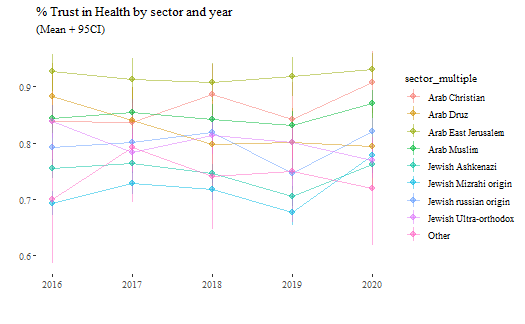 % Trust in Health by sector and year
(Mean + 95CI)
0.9
0.8
0.7
0.6
2016 2017 2018 2019 2020
sector_multiple
Arab Christian
Arab Druz
Arab East Jerusalem
Arab Muslim
Jewish Ashkenazi
Jewish Mizrahi origin
Jewish russian origin
Jewish Ultra-orthodox
Other